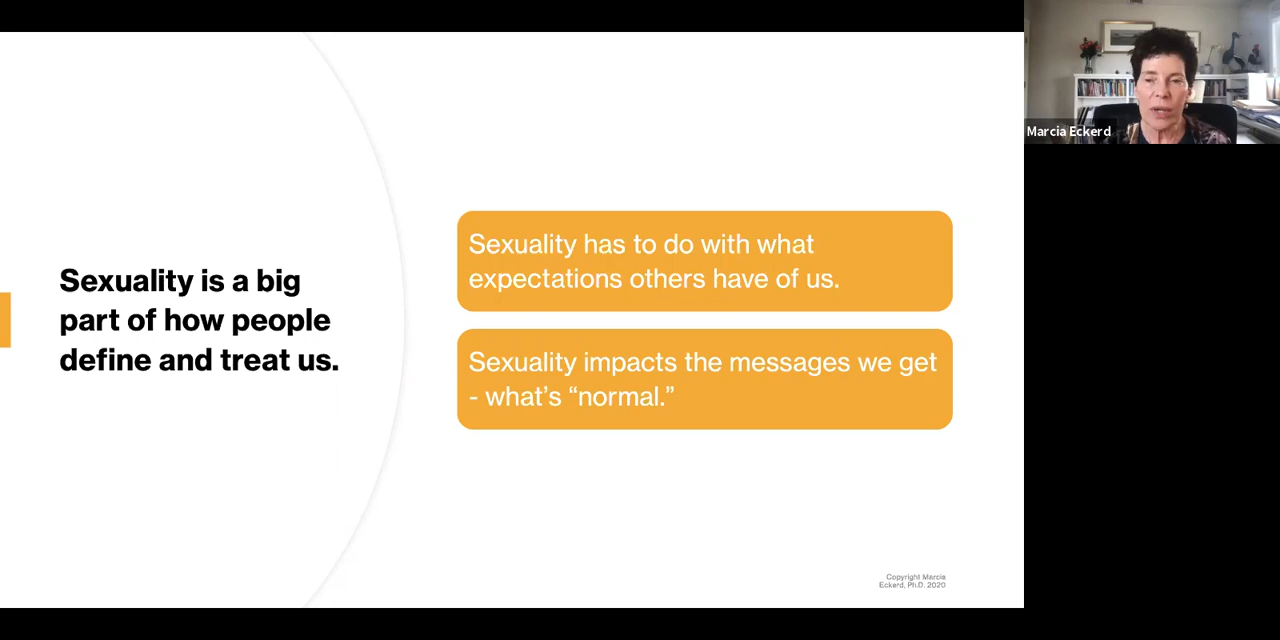 Sexuality is a big
part of how people
define and treat us.
Sexuality has to do with what
expectations others have of us.
Sexuality impacts the messages we get
- what’s “normal.”
Copyright Marcia
Eckerd, Ph.D. 2020
Marcia Eckerd